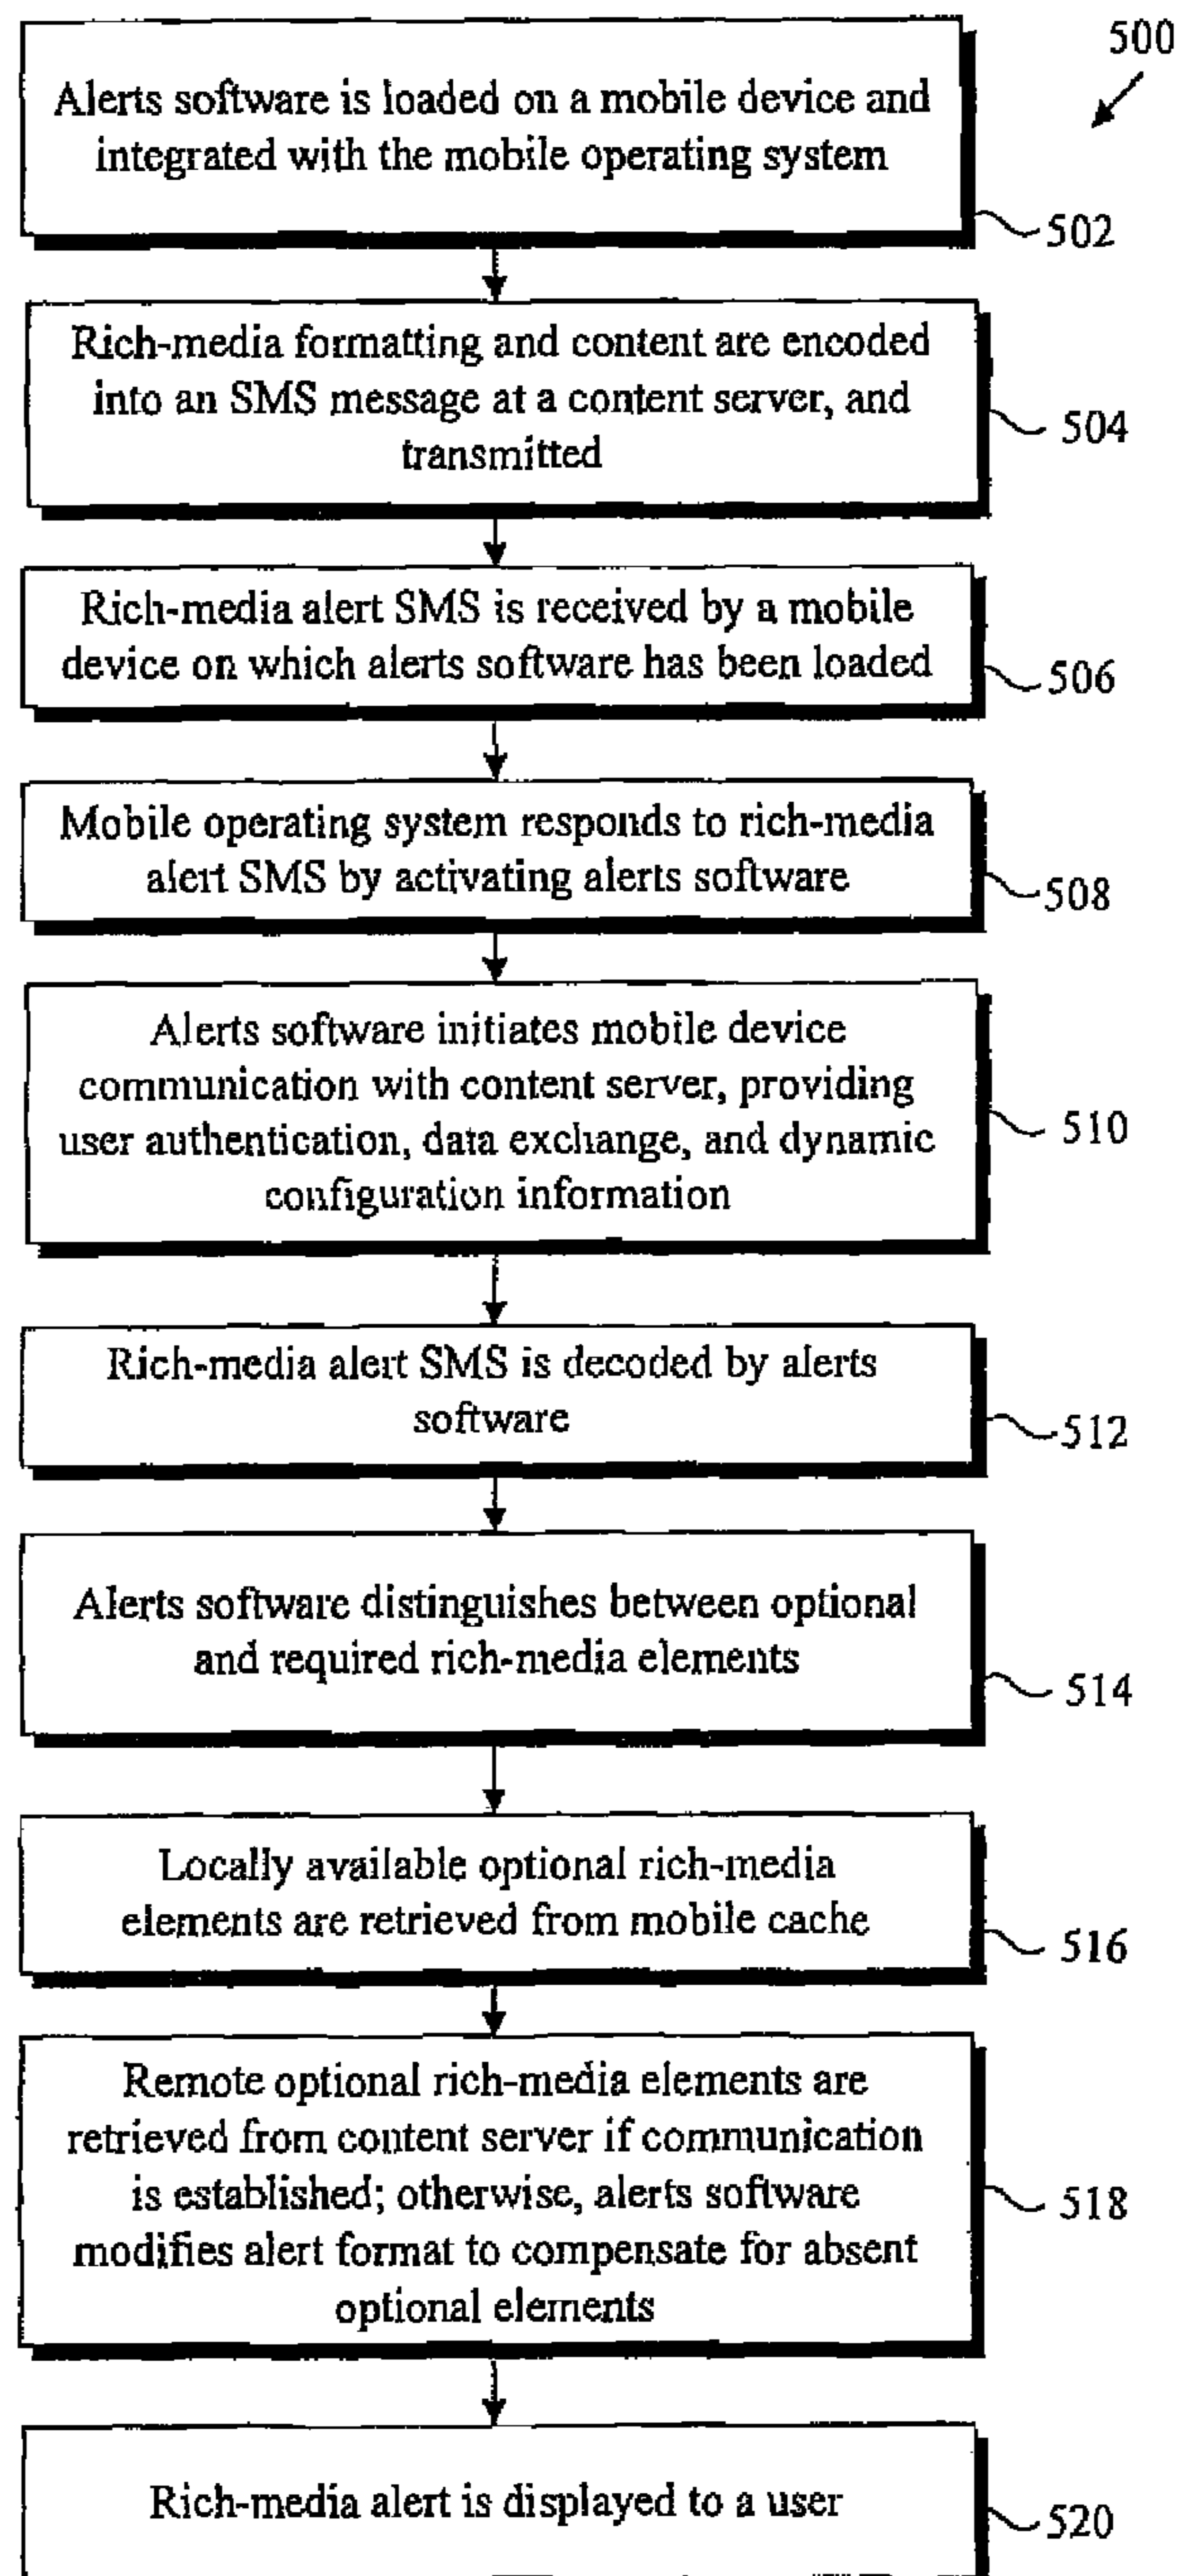 500
Alerts software is loaded on a mobile device and
integrated with the mobile operating system
502
Rich-media formatting and content are encoded
into an SMS message at a content server, and
transmitted
504
Rich-media alert SMS is received by a mobile
device on which alerts software has been loaded
506
Mobile operating system responds to rich-media
alert SMS by activating alerts software
508
Alerts software initiates mobile device
communication with content server, providing
user authentication, data exchange, and dynamic
configuration information
510
Rich-media alert SMS is decoded by alerts
software
512
Alerts software distinguishes between optional
and required rich-media elements
514
Locally available optional rich-media
elements are retrieved from mobile cache
516
Remote optional rich-media elements are
retrieved from content server if communication
is established; otherwise, alerts software
modifies alert format to compensate for absent
optional elements
518
Rich-media alert is displayed to a user
520